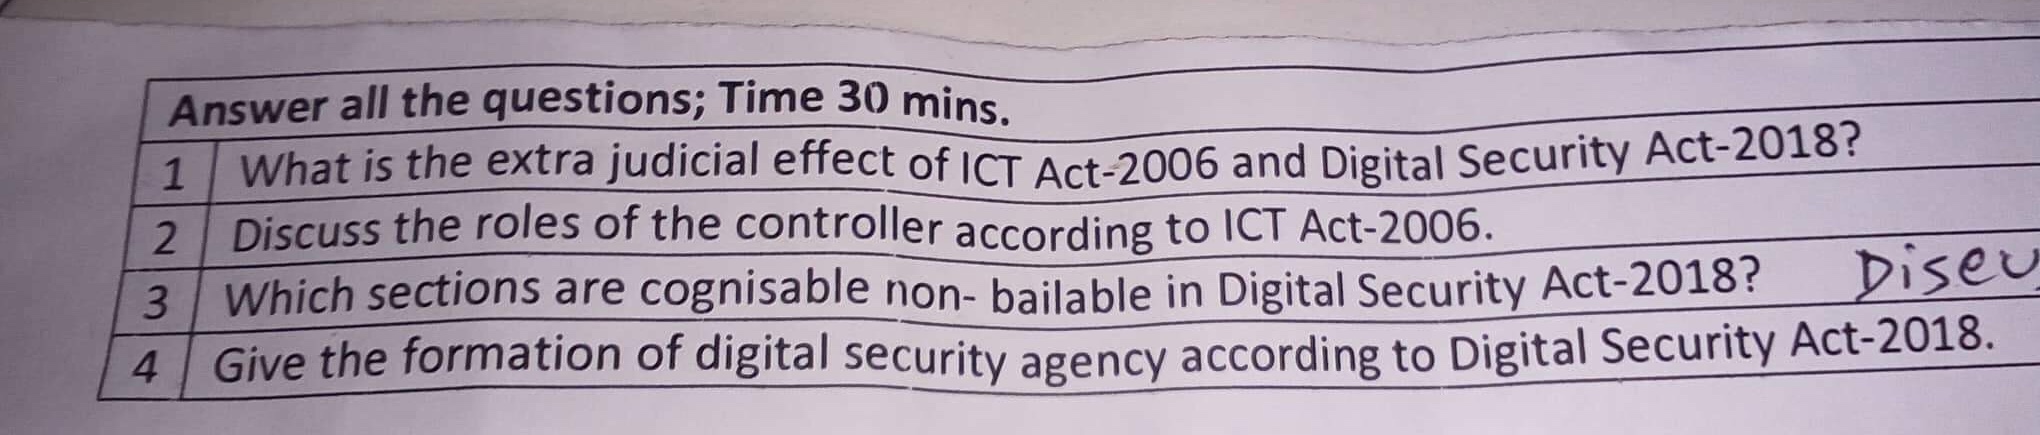 Answer all the questions; Time 30 mins.
1 What is the extra judicial effect of ICT Act-2006 and Digital Security Act-2018?
2 Discuss the roles of the controller according to ICT Act-2006.
3 Which sections are cognisable non- bailable in Digital Security Act-2018?
4 Give the formation of digital security agency according to Digital Security Act-2018.